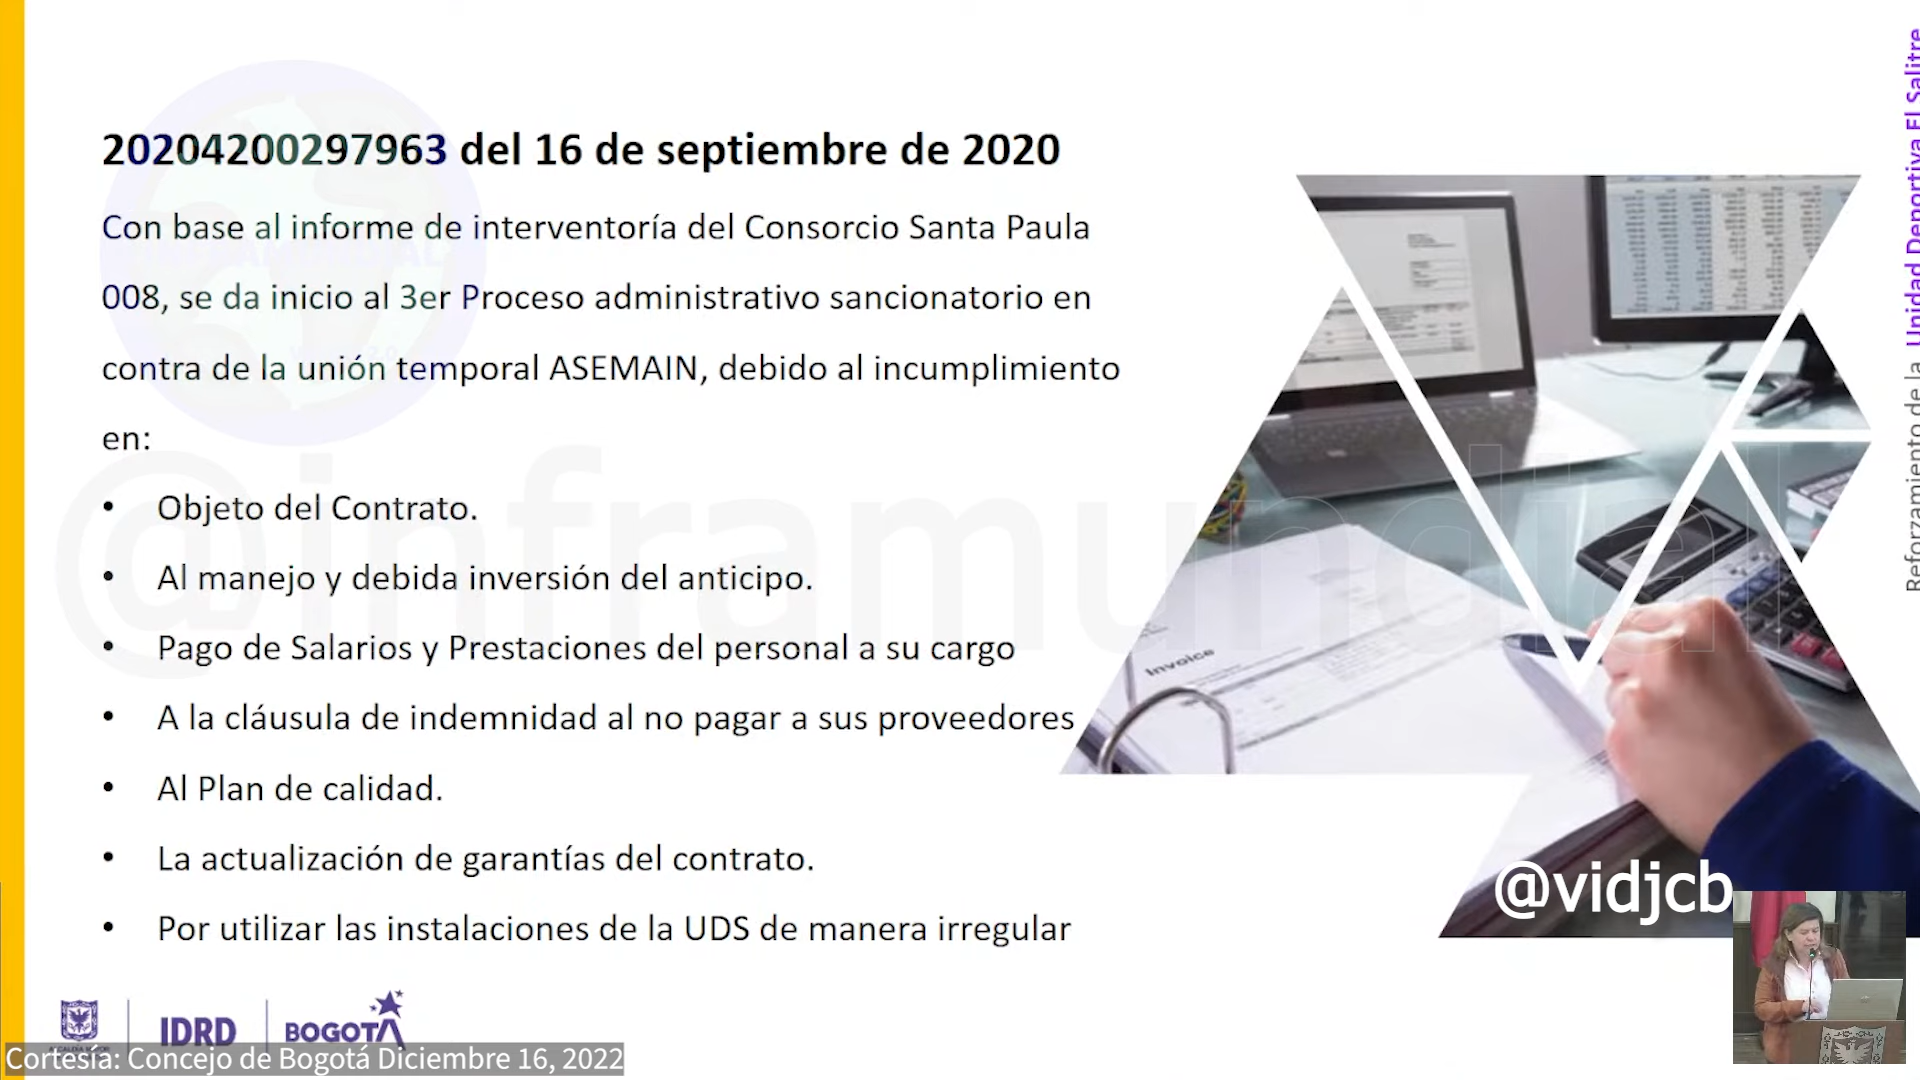 20204200297963 del 16 de septiembre de 2020
Con base al informe de interventoría del Consorcio Santa Paula
008, se da inicio al 3er Proceso administrativo sancionatorio en
contra de la unión temporal ASEMAIN, debido al incumplimiento
en:
• Objeto del Contrato.
• Al manejo y debida inversión del anticipo.
• Pago de Salarios y Prestaciones del personal a su cargo
• A la cláusula de indemnidad al no pagar a sus proveedores
• Al Plan de calidad.
• La actualización de garantías del contrato.
• Por utilizar las instalaciones de la UDS de manera irregular
Reforzamiento de la Unidad Deportiva El Salitre
Invoice
@inframundial
@vidjcb
IDRD
BOGOTÁ
Cortesía: Concejo de Bogotá Diciembre 16, 2022